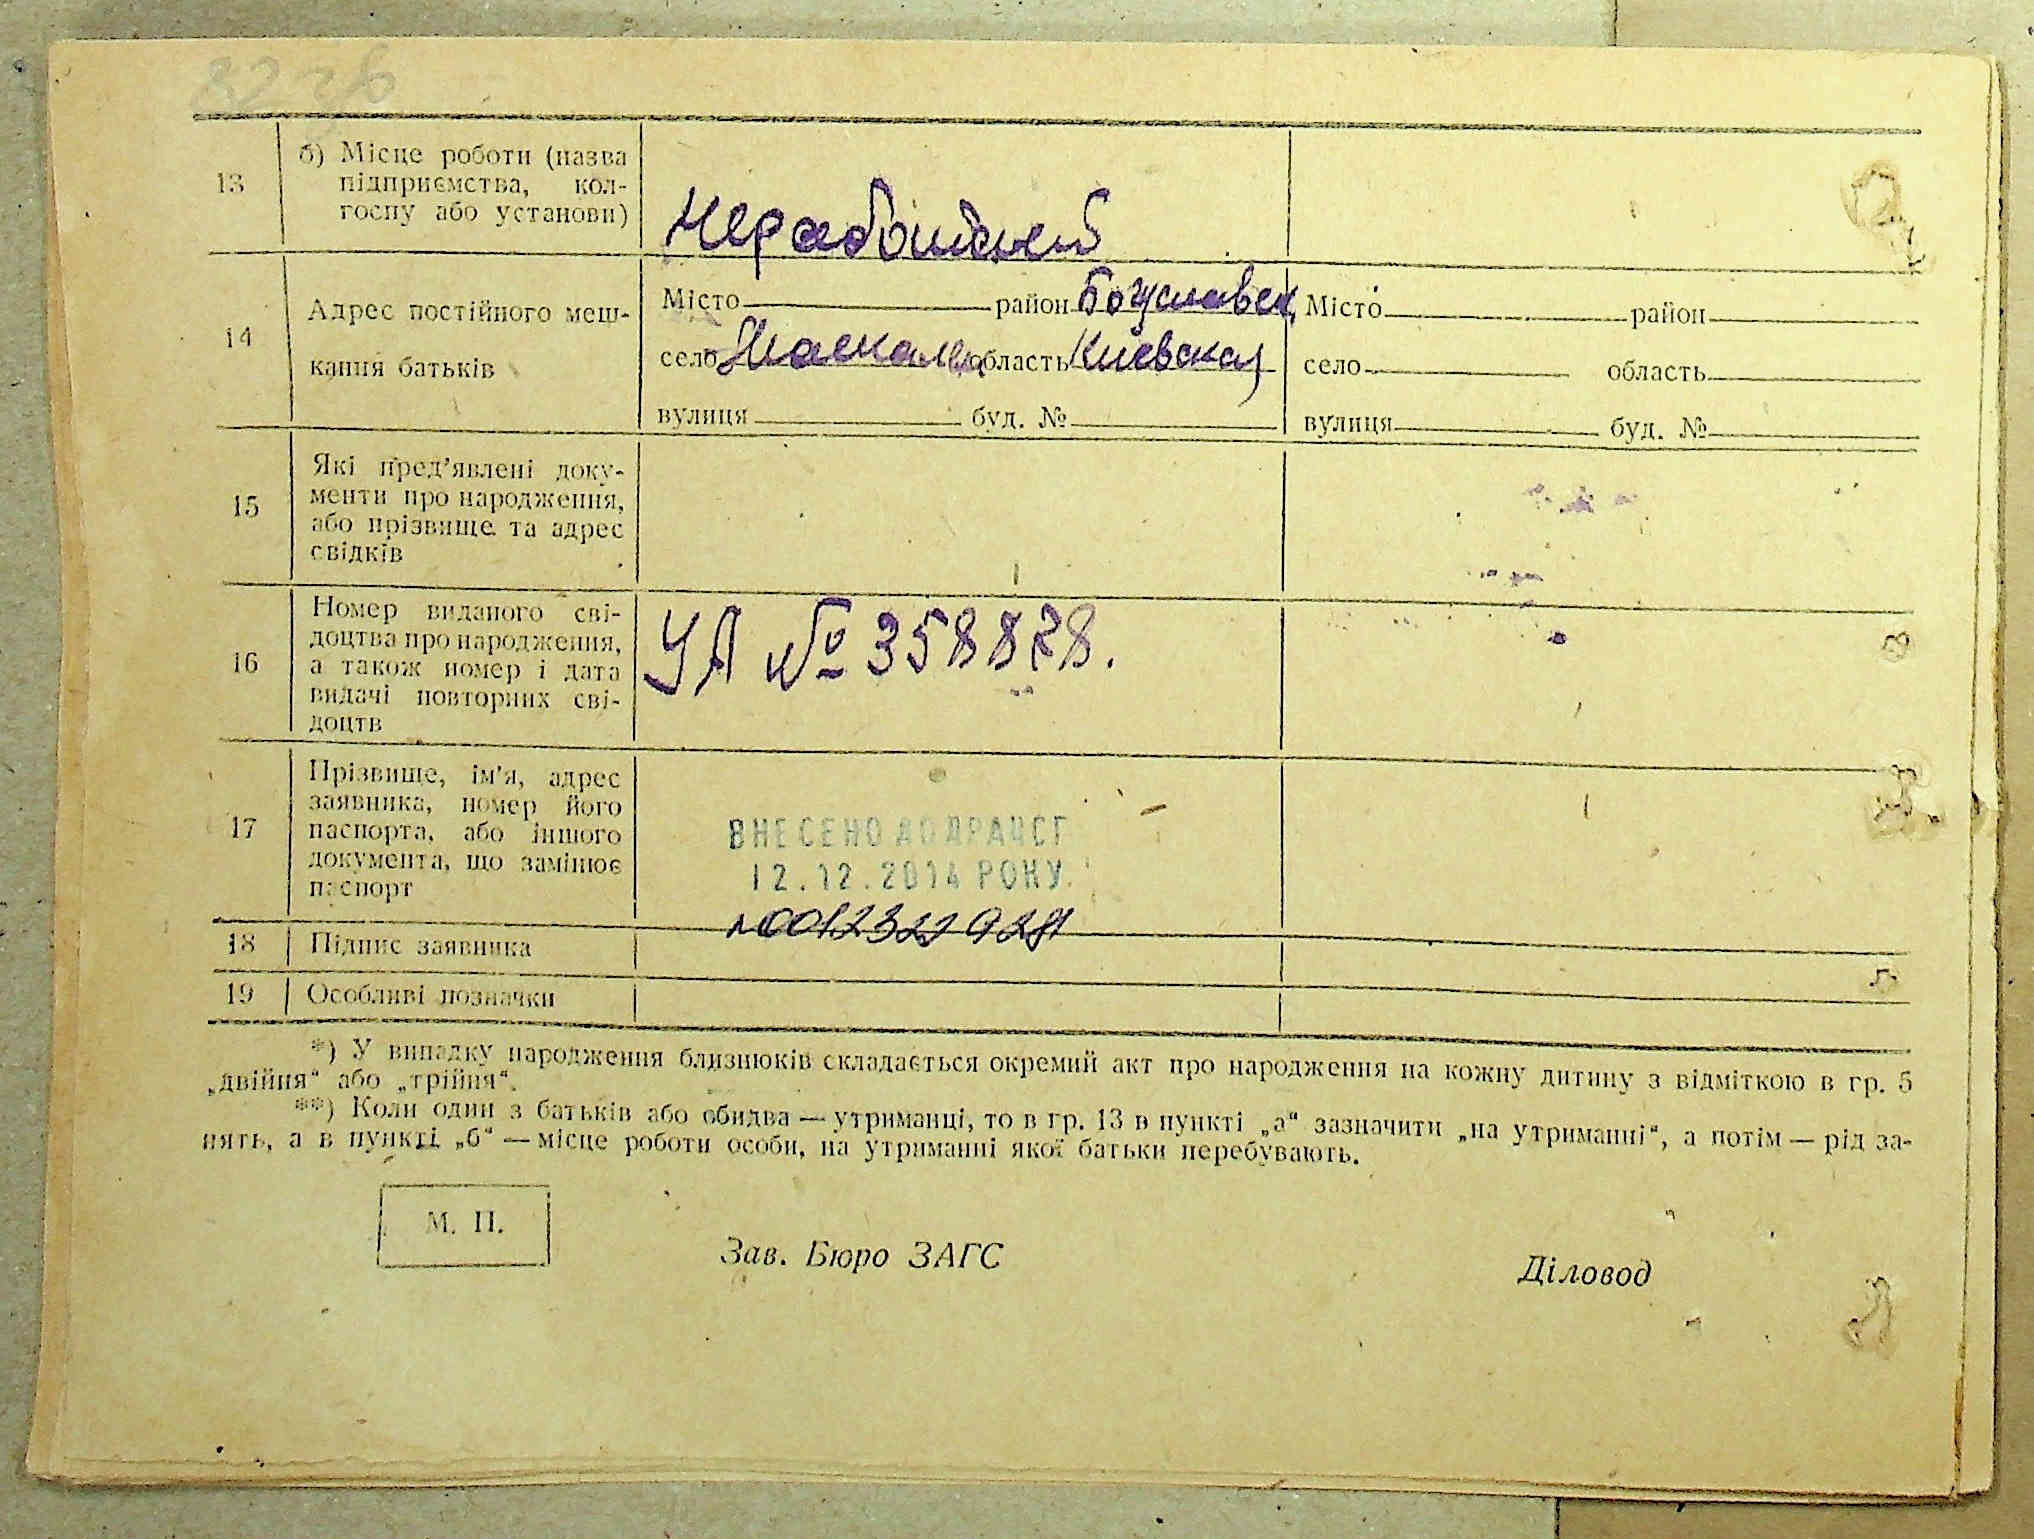 13
б) Місце роботи (назва
підприємства, кол-
госпу або установи)
14
Адрес постійного меш-
кання батьків
Місто район Богуславск
село область Киевская
вулиця буд. №
Місто район
село область
вулиця буд. №
15
Які пред’явлені доку-
менти про народження,
або прізвище та адрес
свідків
16
Номер виданого сві-
доцтва про народження,
а також номер і дата
видачі повторних сві-
доцтв
УА № 358828.
17
Прізвище, ім’я, адрес
заявника, номер його
паспорта, або іншого
документа, що замінює
паспорт
ВНЕСЕНО ДО ДРАЦСГ
12.12.2014 РОКУ
18
Підпис заявника
19
Особливі позначки
*) У випадку народження близнюків складається окремий акт про народження на кожну дитину з відміткою в гр. 5
„двійня“ або „трійня“.
**) Коли один з батьків або обидва — утриманці, то в гр. 13 в пункті „а“ зазначити „на утриманні“, а потім — рід за-
нять, а в пункті „б“ — місце роботи особи, на утриманні якої батьки перебувають.
М. П.
Зав. Бюро ЗАГС
Діловод